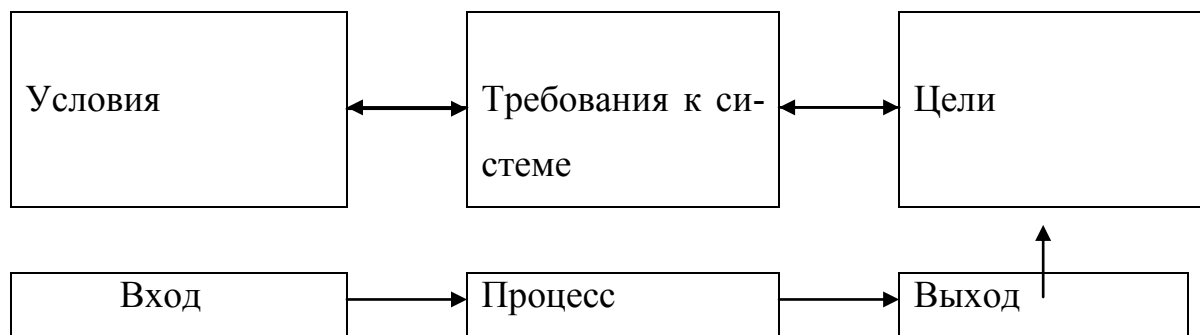 Условия
Требования к си-
стеме
Цели
Вход
Процесс
Выход